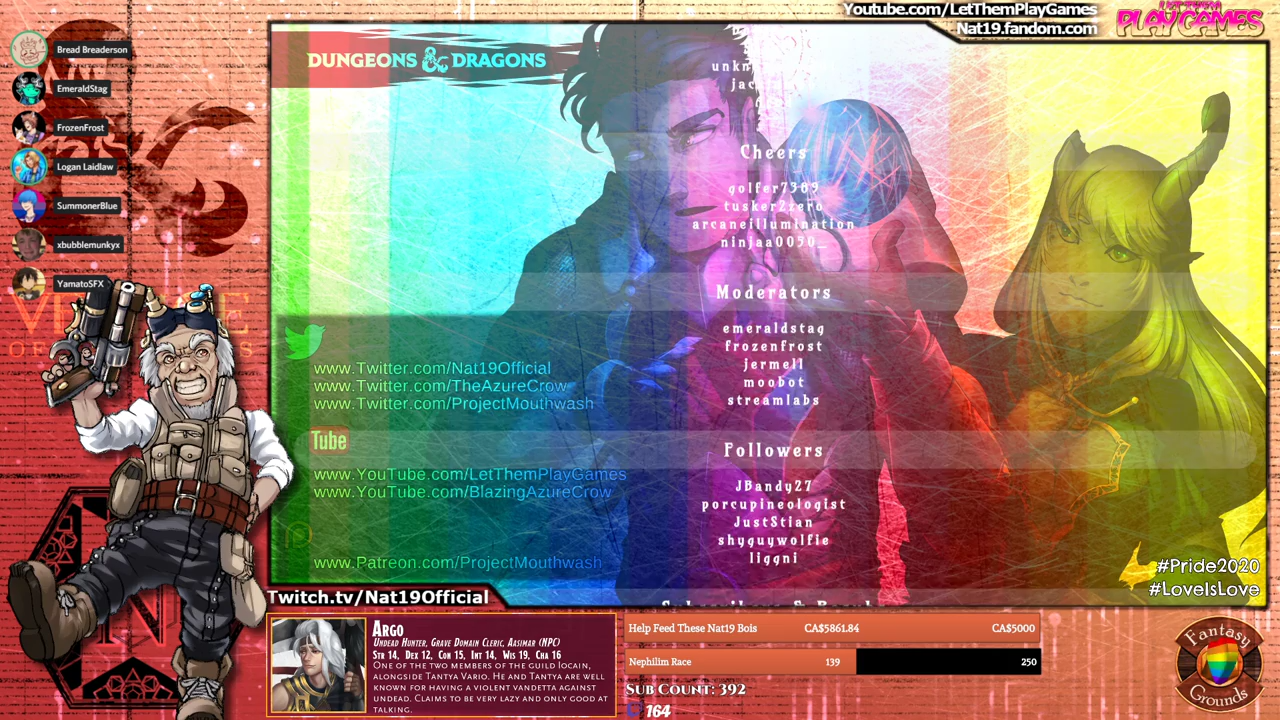 Youtube.com/LetThemPlayGames
Nat19.fandom.com
LET THEM
PLAY GAMES
Bread Breaderson
EmeraldStag
FrozenFrost
Logan Laidlaw
SummonerBlue
xbubblemunkyx
YamatoSFX
DUNGEONS & DRAGONS
Cheers
golfer7389
tusker2zero
arcaneillumination
ninjaa0050_
Moderators
emeraldstag
frozenfrost
jermell
moobot
streamlabs
Followers
JBandy27
porcupineologist
JustStian
shyguywolfie
liggni
www.Twitter.com/Nat19Official
www.Twitter.com/TheAzureCrow
www.Twitter.com/ProjectMouthwash
Tube
www.YouTube.com/LetThemPlayGames
www.YouTube.com/BlazingAzureCrow
www.Patreon.com/ProjectMouthwash
#Pride2020
#LoveIsLove
Twitch.tv/Nat19Official
Argo
Undead Hunter, Grave Domain Cleric, Aasimar (NPC)
Str 14, Dex 12, Con 15, Int 14, Wis 19, Cha 16
One of the two members of the guild Iocain,
alongside Tantya Vario. He and Tantya are well
known for having a violent vandetta against
undead. Claims to be very lazy and only good at
talking.
Help Feed These Nat19 Bois CA$5861.84 CA$5000
Nephilim Race 139 250
Sub Count: 392
164
Fantasy
Grounds